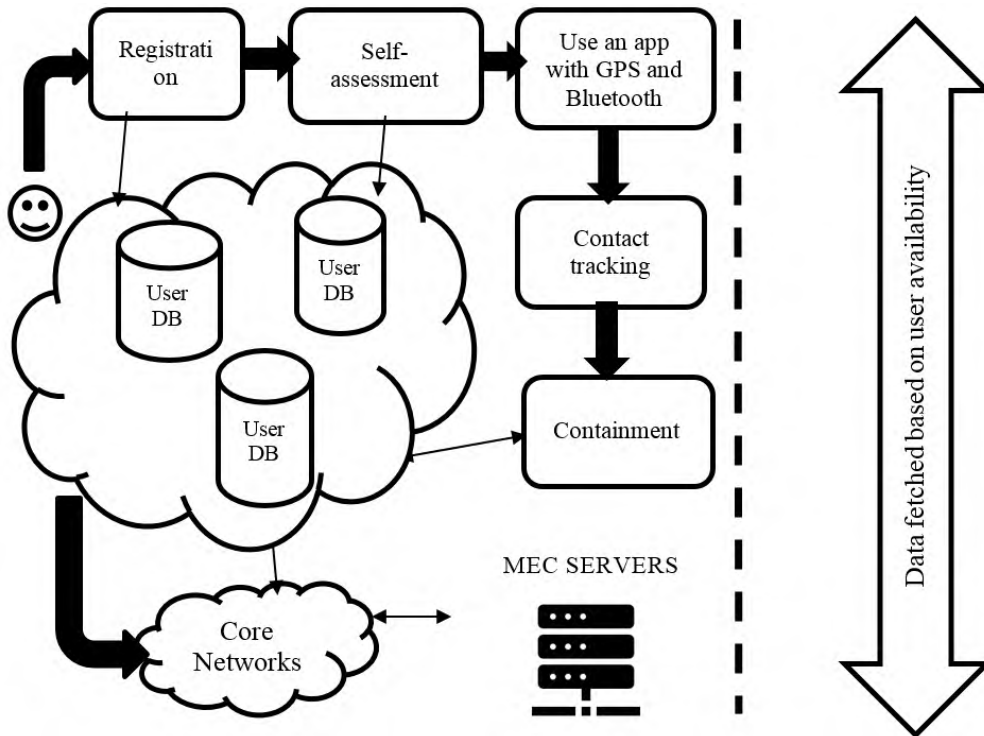 Registrati
on
Self-
assessment
Use an app
with GPS and
Bluetooth
User
DB
User
DB
Contact
tracking
User
DB
Containment
MEC SERVERS
Core
Networks
Data fetched based on user availability